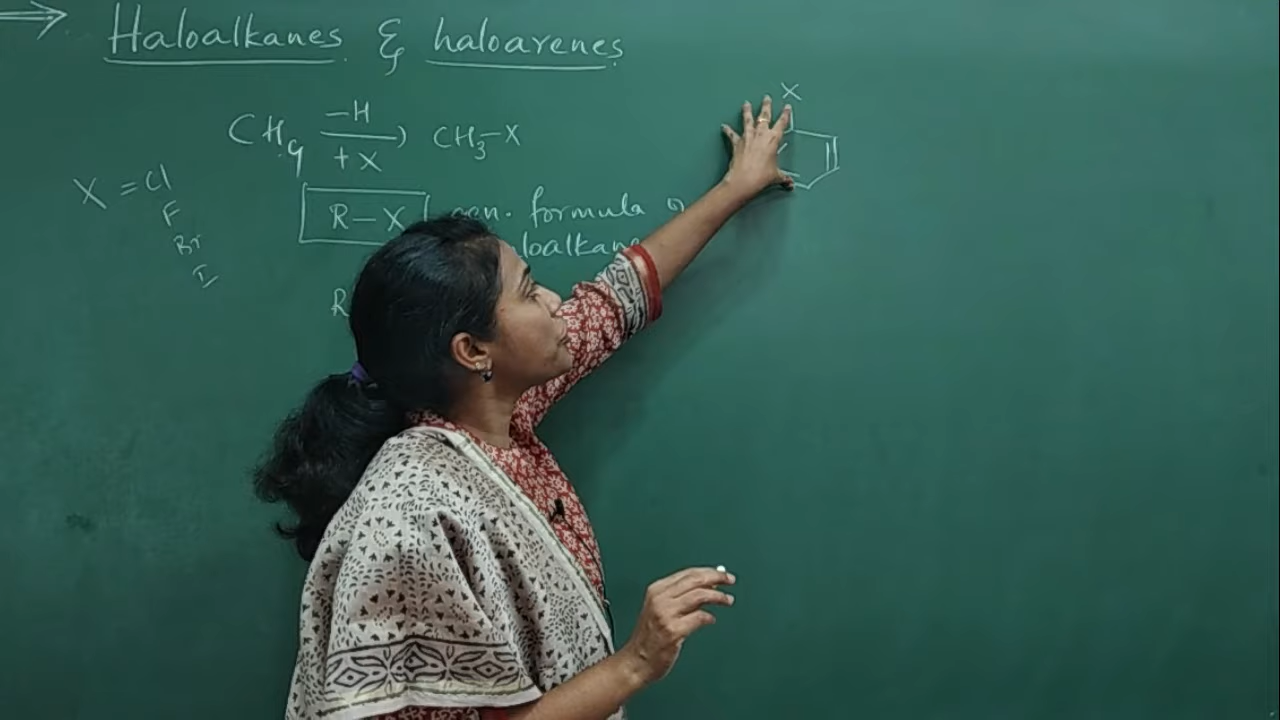 Haloalkanes & haloarenes.
CH4 —H/+X→ CH3–X
X = Cl
F
Br
I
R–X gen. formula
R
X